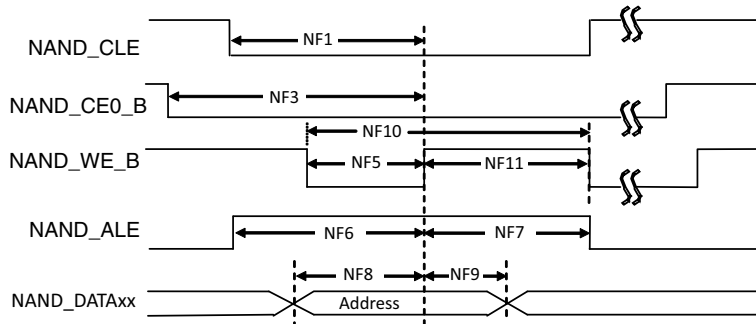 NAND_CLE
NF1
NAND_CE0_B
NF3
NF10
NAND_WE_B
NF5
NF11
NAND_ALE
NF6
NF7
NF8
NF9
NAND_DATAxx
Address